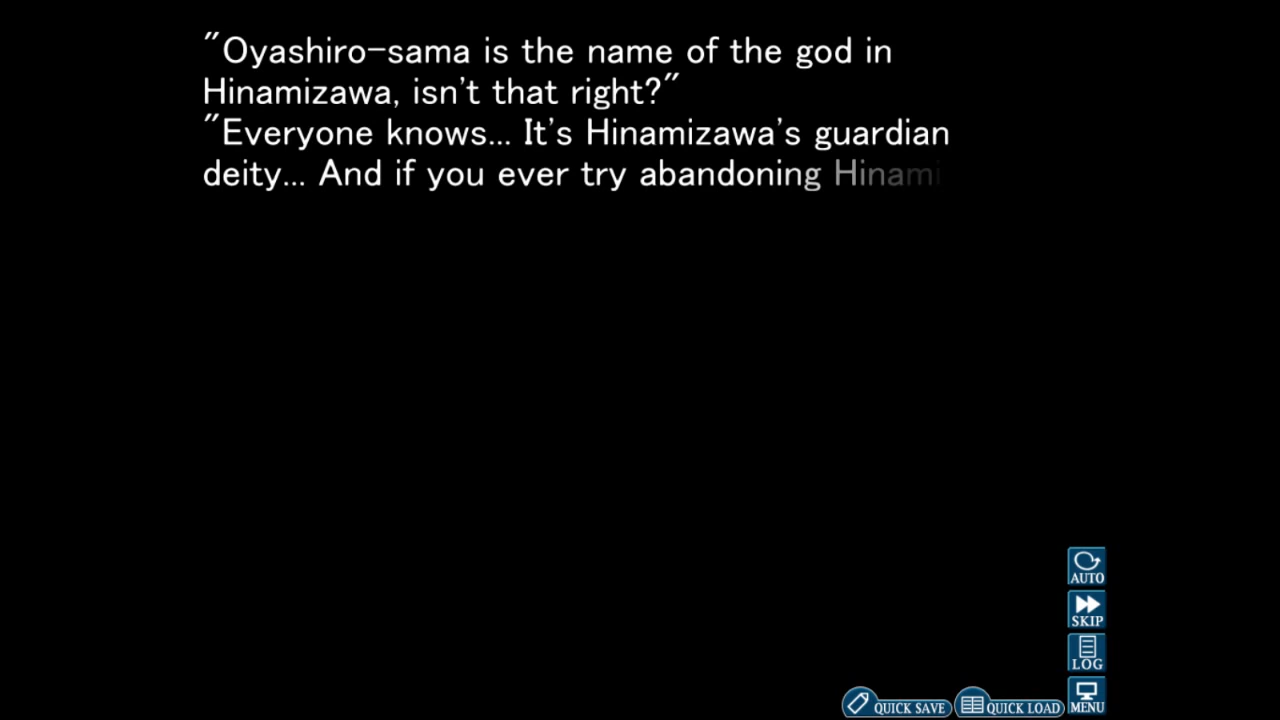 "Oyashiro-sama is the name of the god in
Hinamizawa, isn't that right?"
"Everyone knows... It's Hinamizawa's guardian
deity... And if you ever try abandoning Hinami
AUTO
SKIP
LOG
QUICK SAVE QUICK LOAD MENU